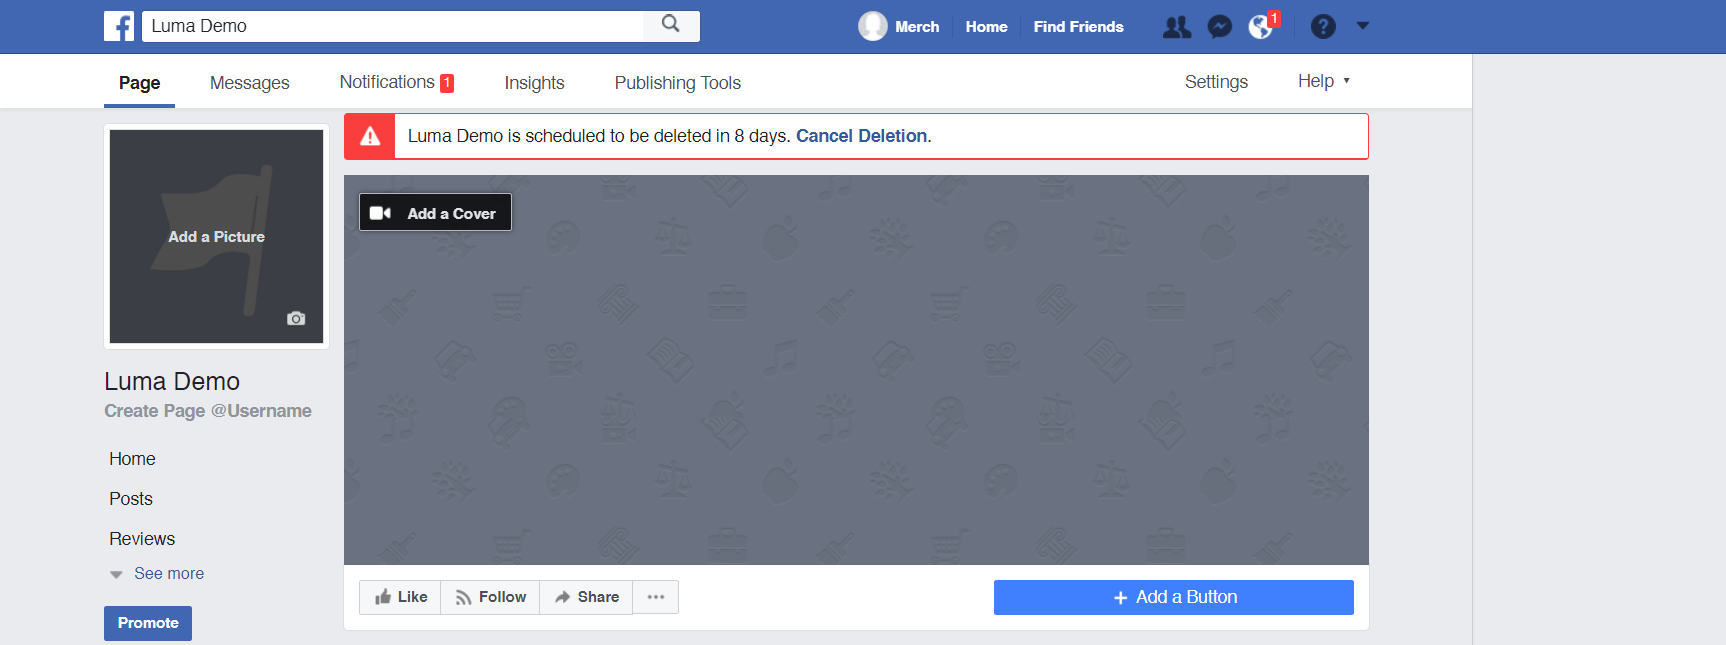 Luma Demo
Merch Home Find Friends 1
Page Messages Notifications 1 Insights Publishing Tools Settings Help
Luma Demo is scheduled to be deleted in 8 days. Cancel Deletion.
Add a Cover
Add a Picture
Luma Demo
Create Page @Username
Home
Posts
Reviews
See more
Promote
Like Follow Share
+ Add a Button